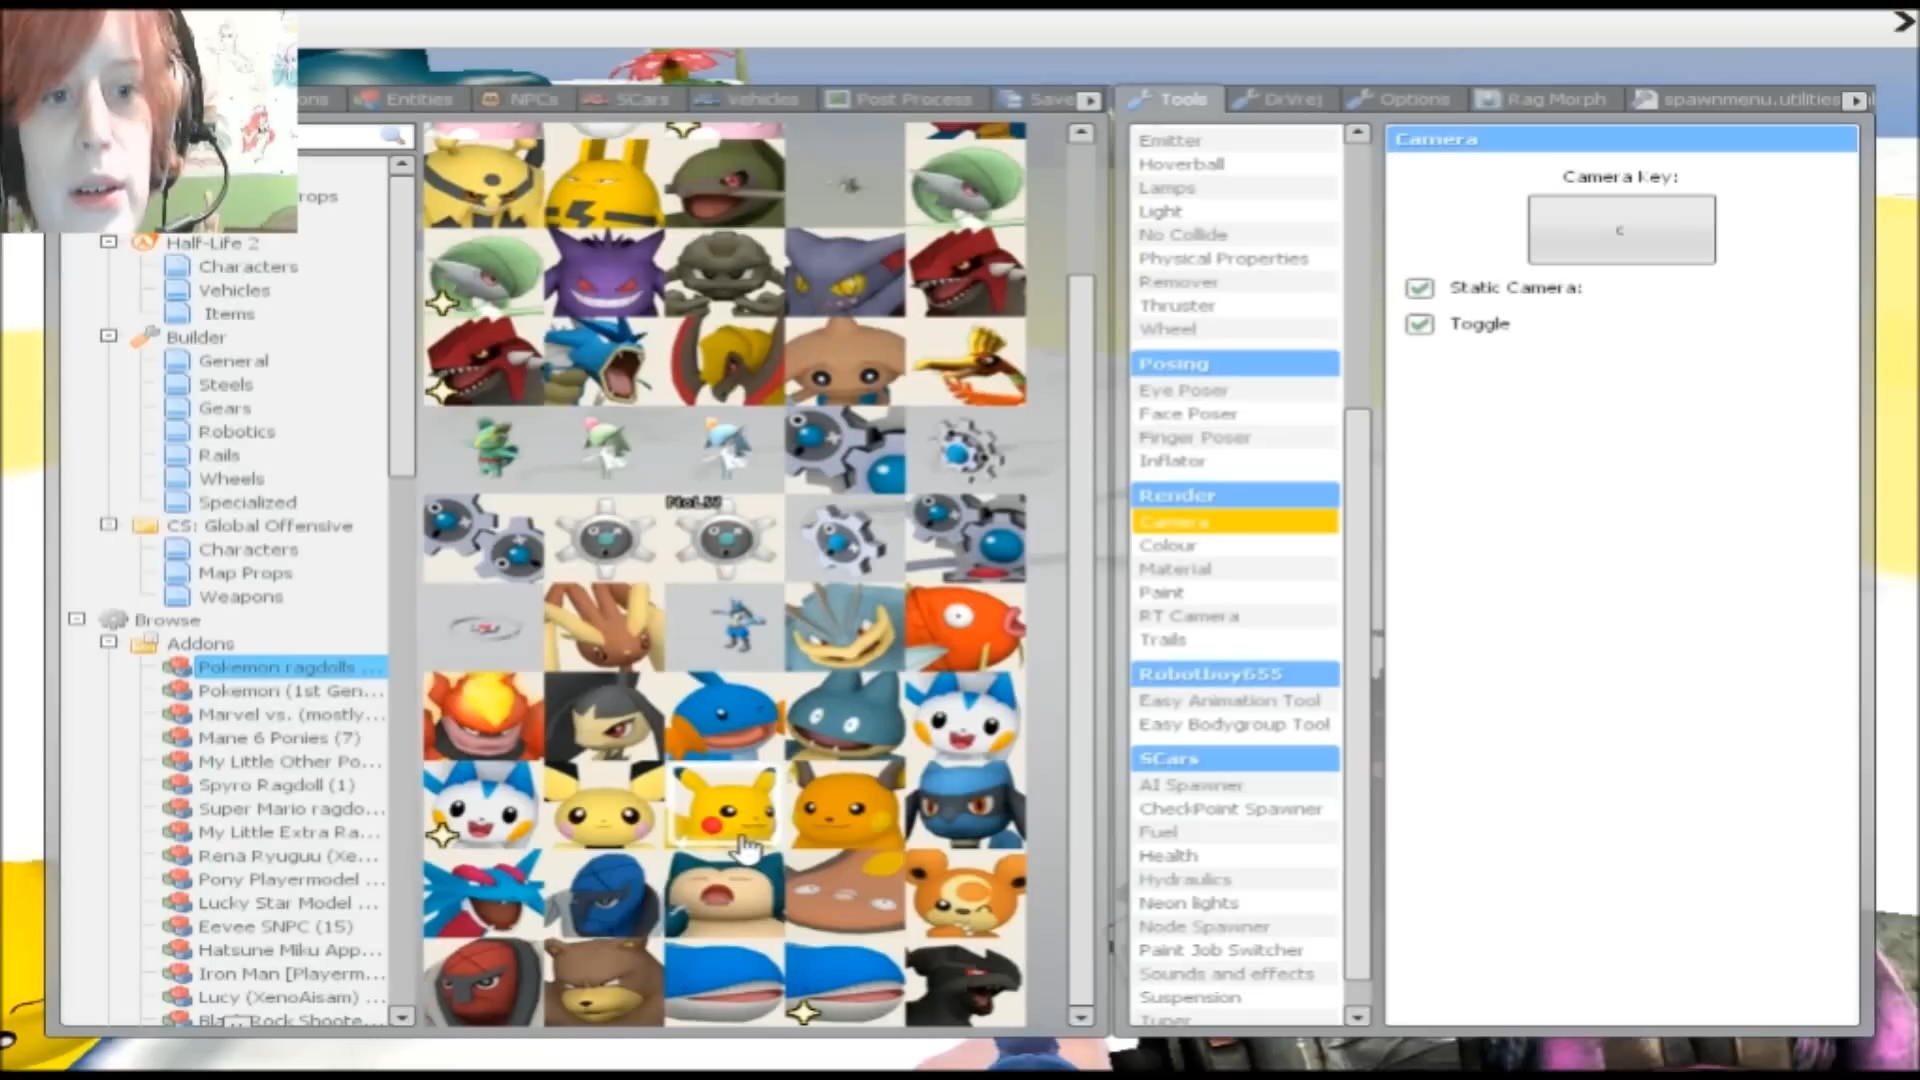 ons
Entities
NPCs
SCars
Vehicles
Post Process
Save
rops
Half-Life 2
Characters
Vehicles
Items
Builder
General
Steels
Gears
Robotics
Rails
Wheels
Specialized
CS: Global Offensive
Characters
Map Props
Weapons
Browse
Addons
Pokemon ragdolls ...
Pokemon (1st Gen...
Marvel vs. (mostly...
Mane 6 Ponies (7)
My Little Other Po...
Spyro Ragdoll (1)
Super Mario ragdo...
My Little Extra Ra...
Rena Ryuguu (Xe...
Pony Playermodel ...
Lucky Star Model ...
Eevee SNPC (15)
Hatsune Miku App...
Iron Man [Playerm...
Lucy (XenoAisam) ...
Rock Shoote...
Tools
DrVrej
Options
Rag Morph
spawnmenu.utilities
Emitter
Hoverball
Lamps
Light
No Collide
Physical Properties
Remover
Thruster
Wheel
Posing
Eye Poser
Face Poser
Finger Poser
Inflator
Render
Camera
Colour
Material
Paint
RT Camera
Trails
Robotboy655
Easy Animation Tool
Easy Bodygroup Tool
SCars
AI Spawner
CheckPoint Spawner
Fuel
Health
Hydraulics
Neon lights
Node Spawner
Paint Job Switcher
Sounds and effects
Suspension
Tuner
Camera
Camera Key:
c
Static Camera:
Toggle